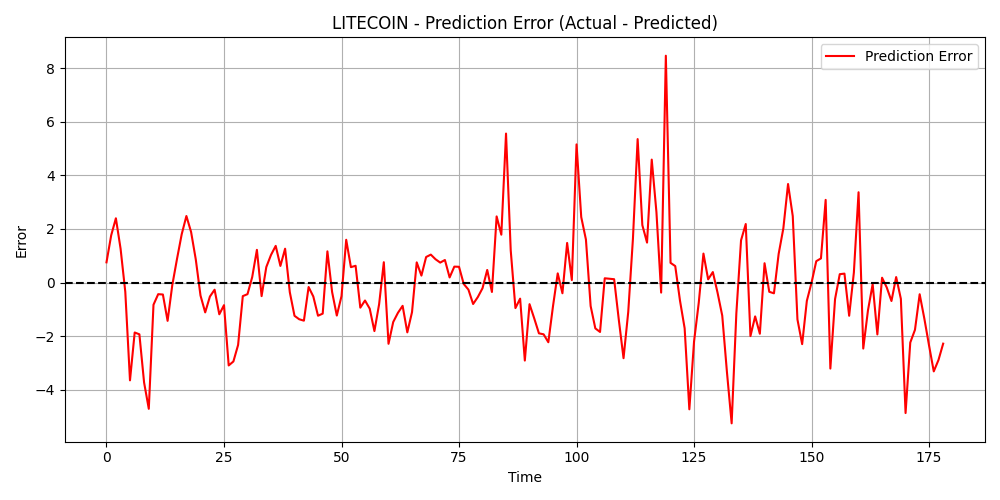 LITECOIN - Prediction Error (Actual - Predicted)
Prediction Error
Error
8
6
4
2
0
−2
−4
0 25 50 75 100 125 150 175
Time